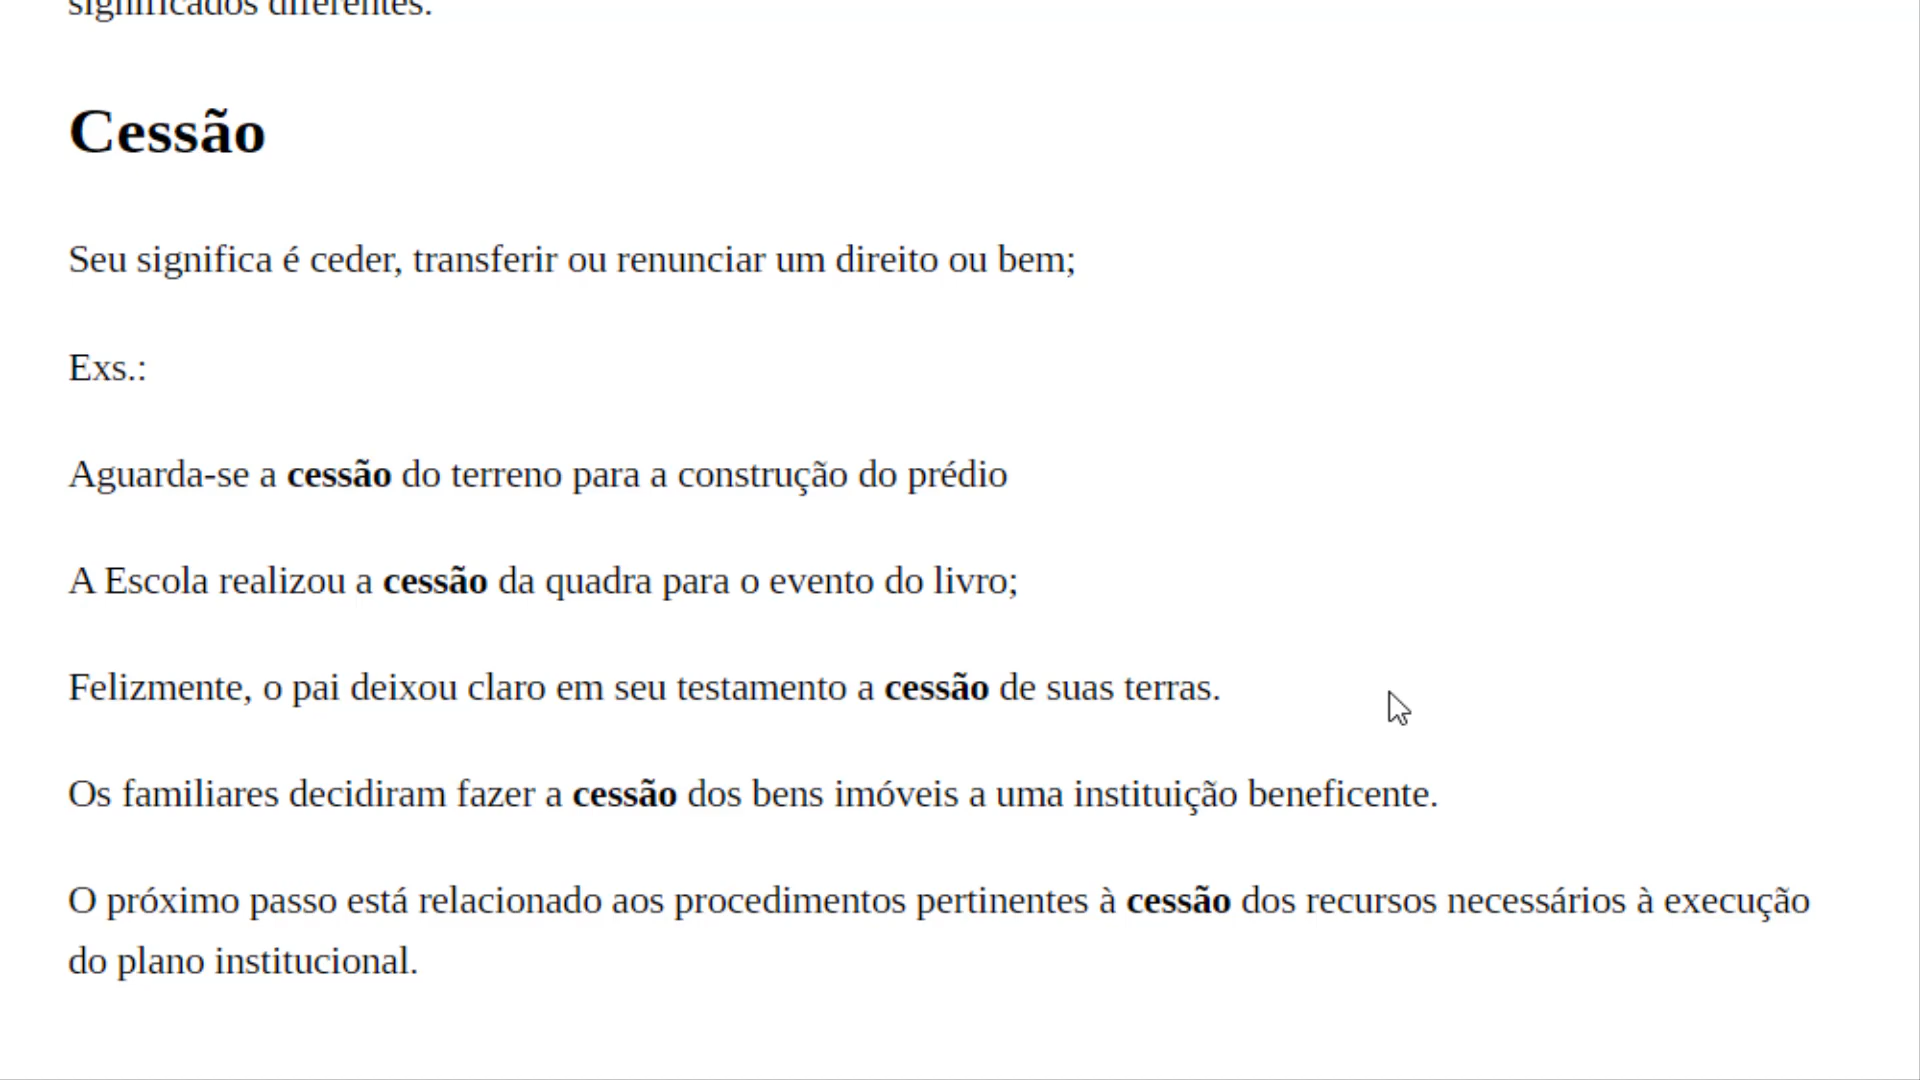 significados diferentes.
Cessão
Seu significa é ceder, transferir ou renunciar um direito ou bem;
Exs.:
Aguarda-se a cessão do terreno para a construção do prédio
A Escola realizou a cessão da quadra para o evento do livro;
Felizmente, o pai deixou claro em seu testamento a cessão de suas terras.
Os familiares decidiram fazer a cessão dos bens imóveis a uma instituição beneficente.
O próximo passo está relacionado aos procedimentos pertinentes à cessão dos recursos necessários à execução
do plano institucional.